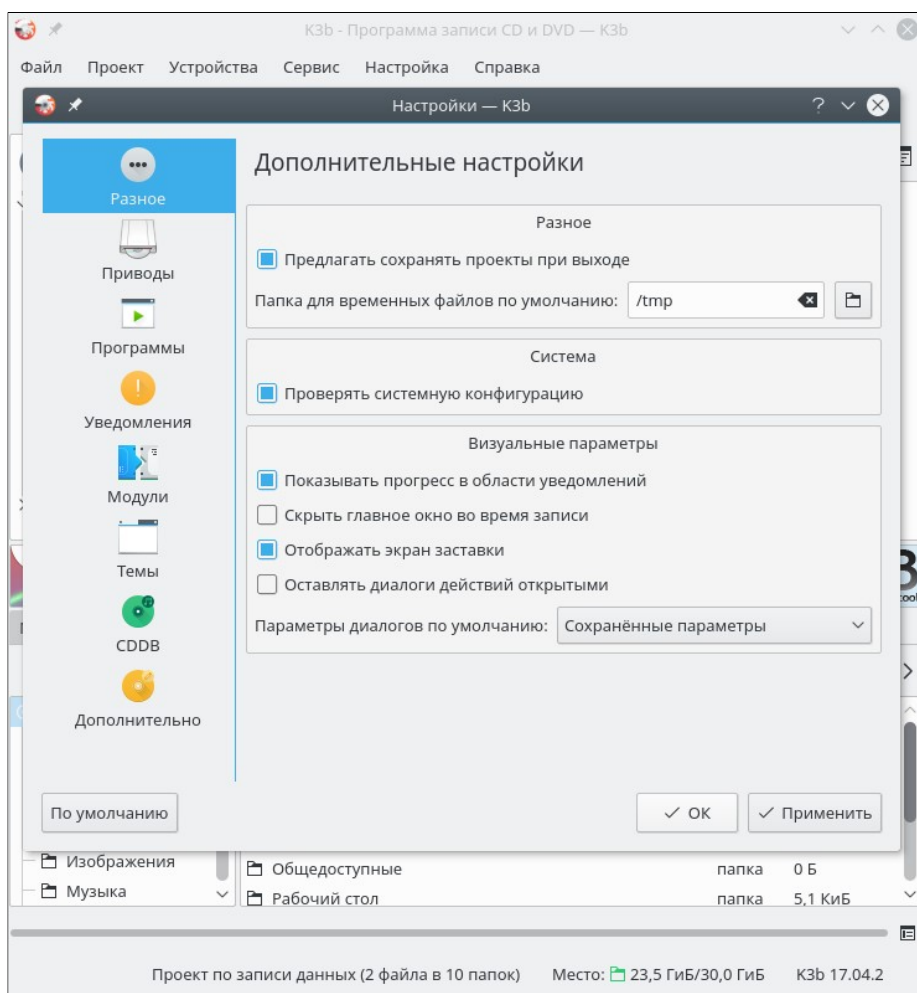 K3b - Программа записи CD и DVD — K3b
Файл Проект Устройства Сервис Настройка Справка
Настройки — K3b
Разное
Приводы
Программы
Уведомления
Модули
Темы
CDDB
Дополнительно
Дополнительные настройки
Разное
Предлагать сохранять проекты при выходе
Папка для временных файлов по умолчанию: /tmp
Система
Проверять системную конфигурацию
Визуальные параметры
Показывать прогресс в области уведомлений
Скрыть главное окно во время записи
Отображать экран заставки
Оставлять диалоги действий открытыми
Параметры диалогов по умолчанию: Сохранённые параметры
По умолчанию OK Применить
Изображения
Музыка
Общедоступные папка 0 Б
Рабочий стол папка 5,1 КиБ
Проект по записи данных (2 файла в 10 папок) Место: 23,5 ГиБ/30,0 ГиБ K3b 17.04.2